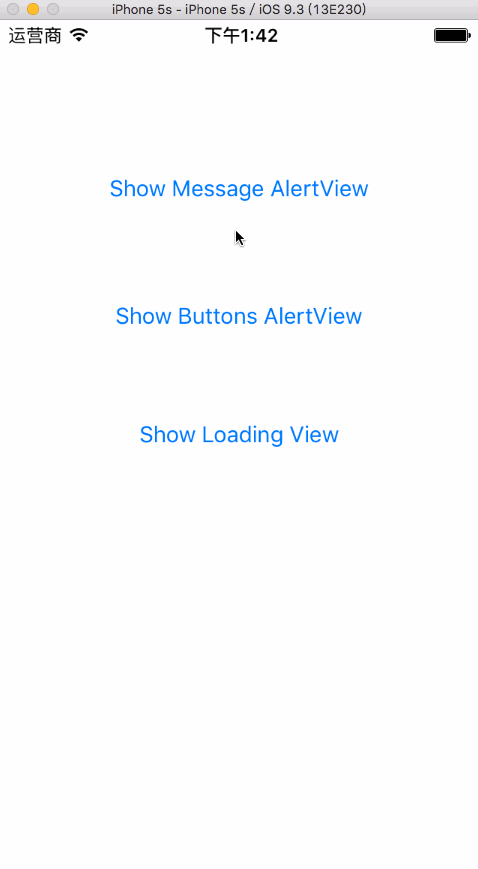 iPhone 5s - iPhone 5s / iOS 9.3 (13E230)
运营商 下午1:42
Show Message AlertView
Show Buttons AlertView
Show Loading View